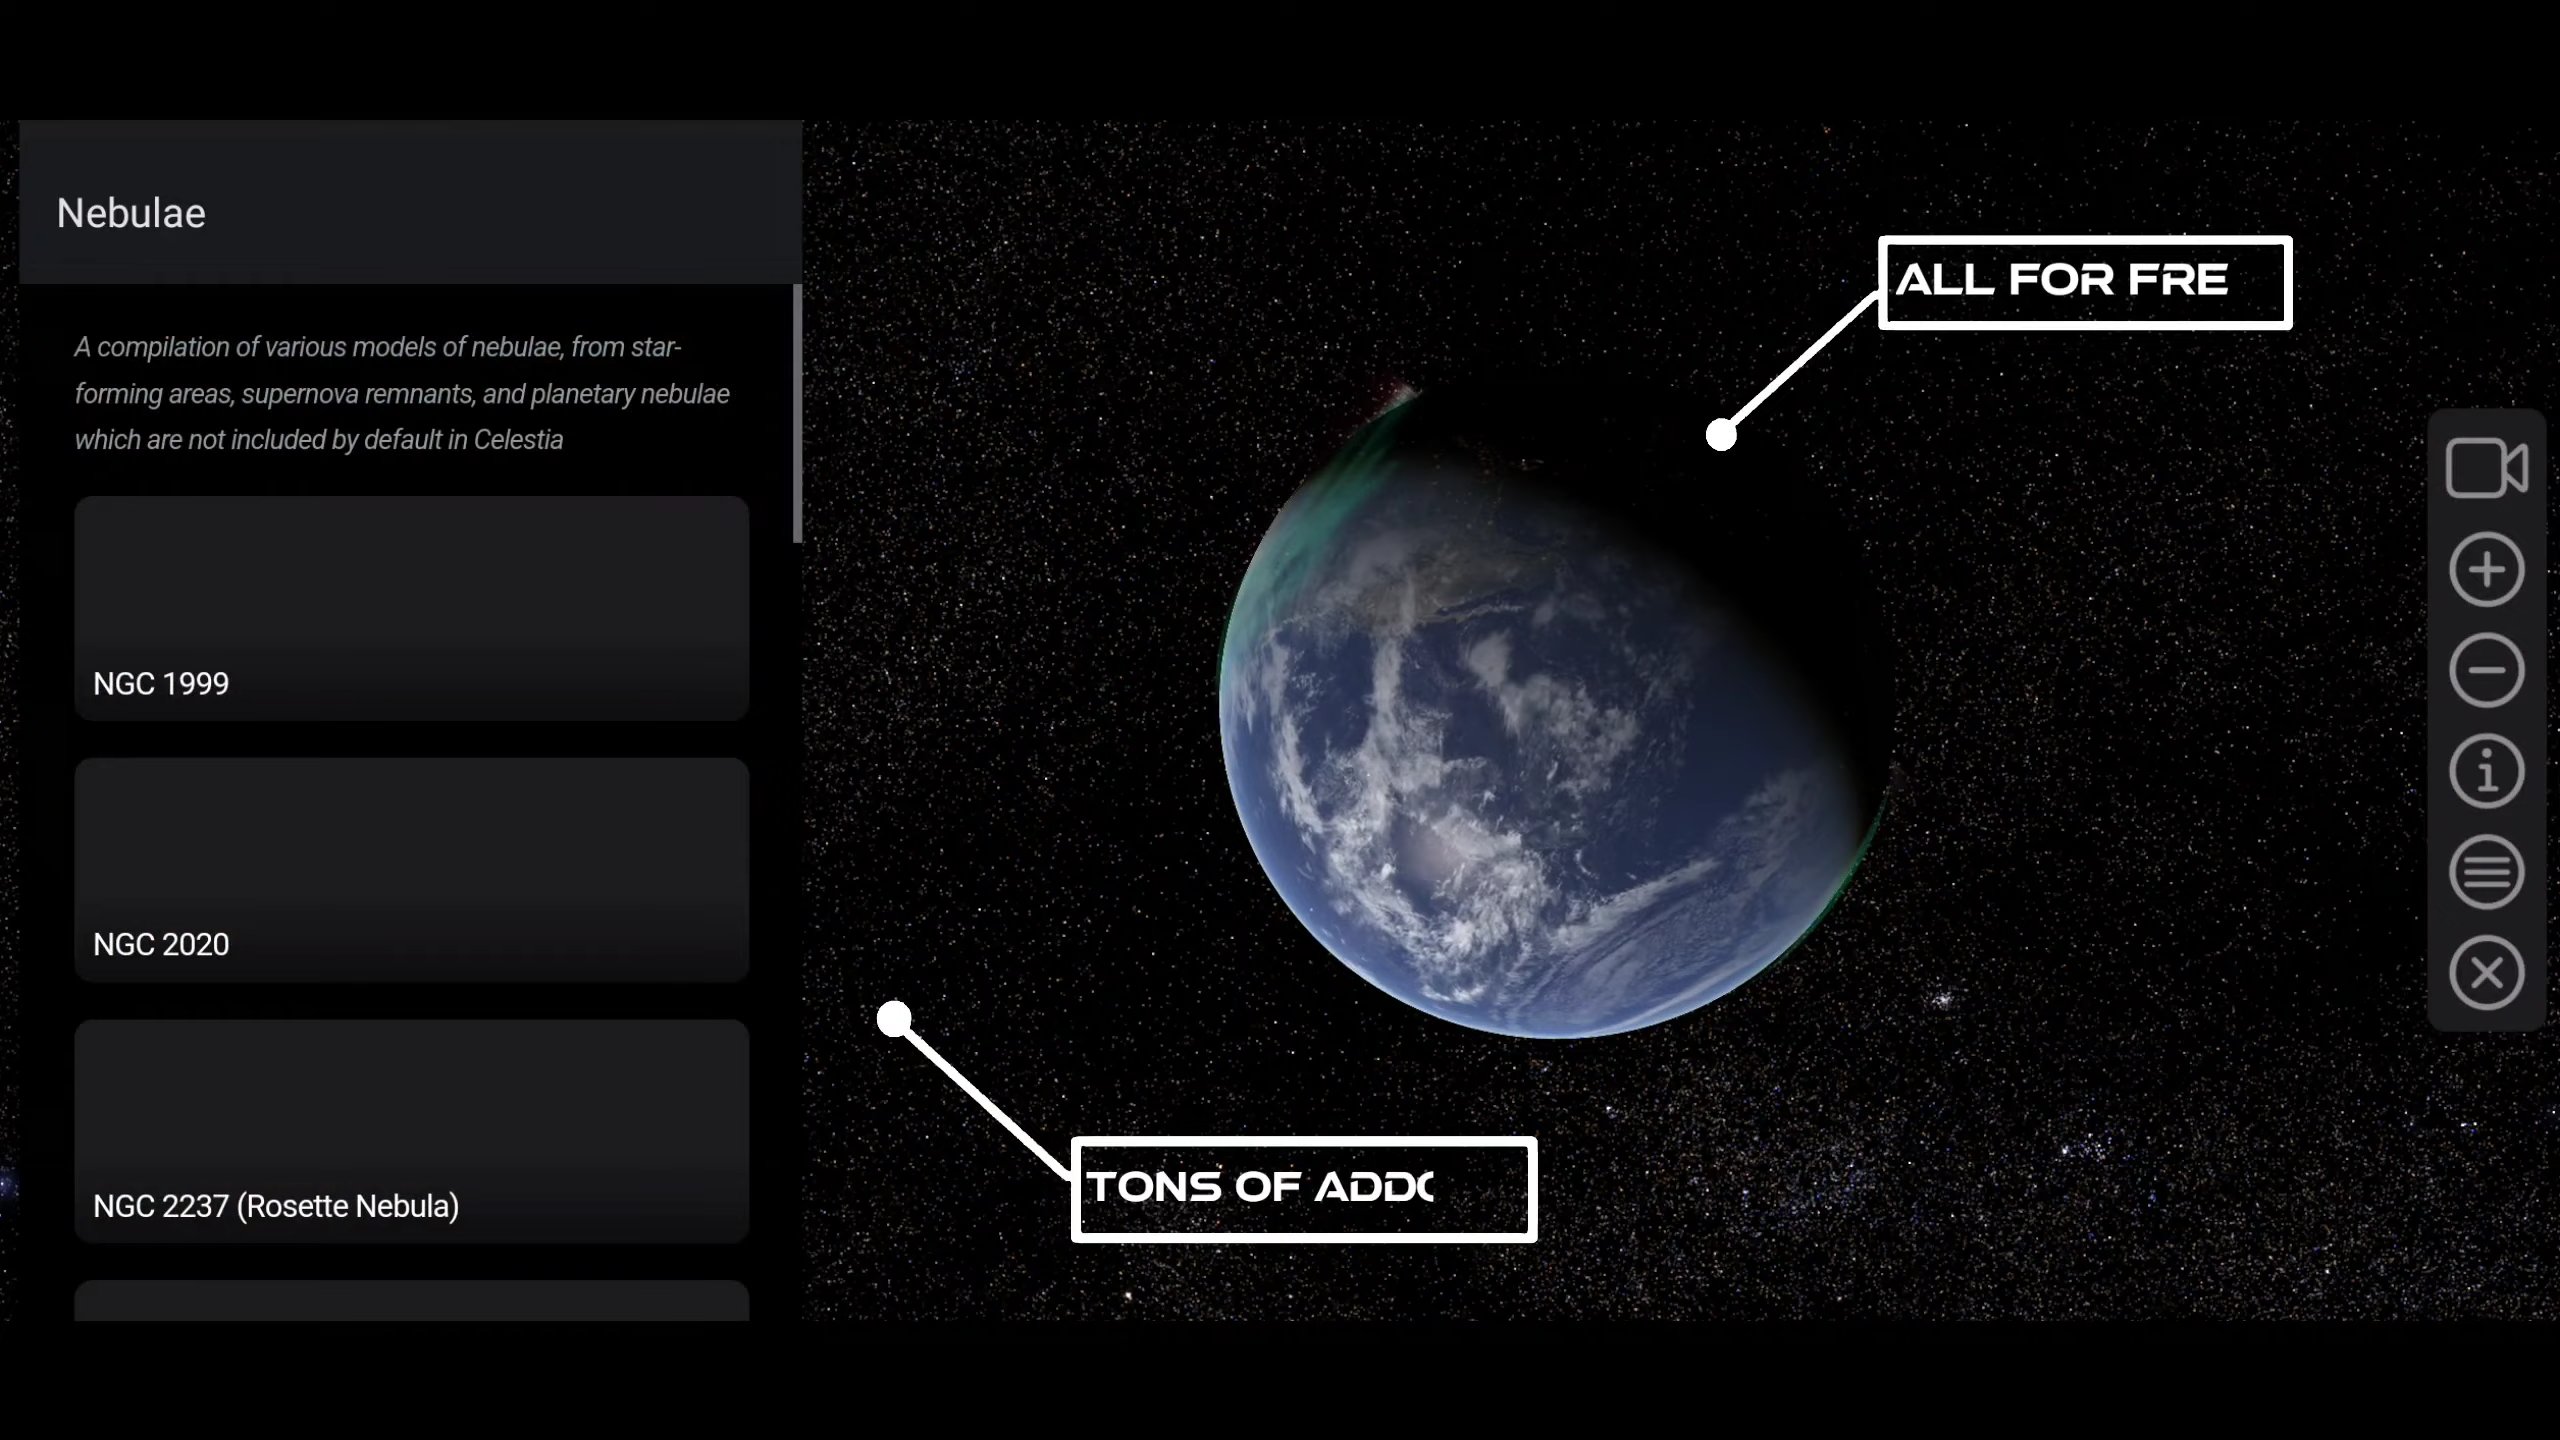 Nebulae
A compilation of various models of nebulae, from star-
forming areas, supernova remnants, and planetary nebulae
which are not included by default in Celestia
NGC 1999
NGC 2020
NGC 2237 (Rosette Nebula)
ALL FOR FRE
TONS OF ADD